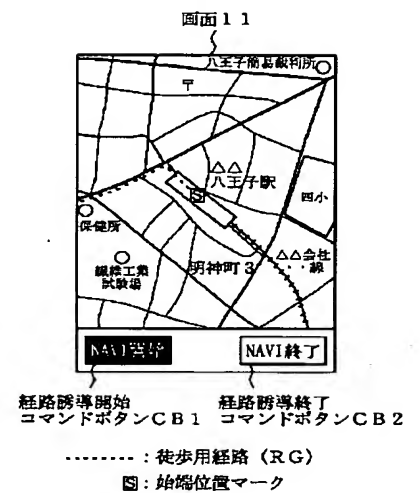 画面１１
八王子簡易裁判所
〒
△△
八王子駅
四小
S
保健所
△△会社
・・線
明神町３
繊維工業
試験場
NAVI開始
NAVI終了
経路誘導開始
コマンドボタンＣＢ１
経路誘導終了
コマンドボタンＣＢ２
-------- ：徒歩用経路（ＲＧ）
S：始端位置マーク